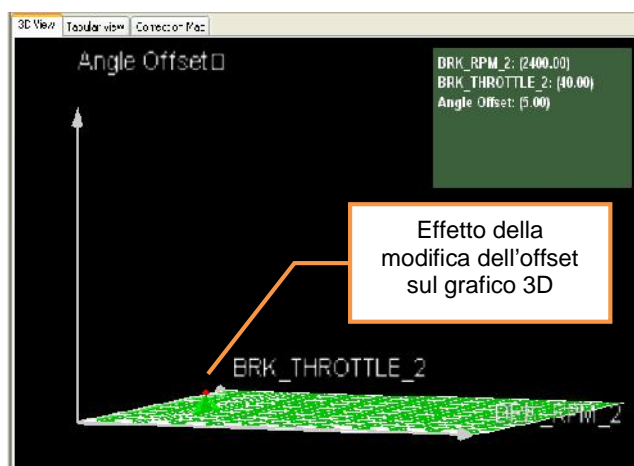 3D View
Tabular view
Correction Map
Angle Offset□
BRK_RPM_2: (2400.00)
BRK_THROTTLE_2: (40.00)
Angle Offset: (5.00)
Effetto della
modifica dell'offset
sul grafico 3D
BRK_THROTTLE_2
BRK_RPM_2